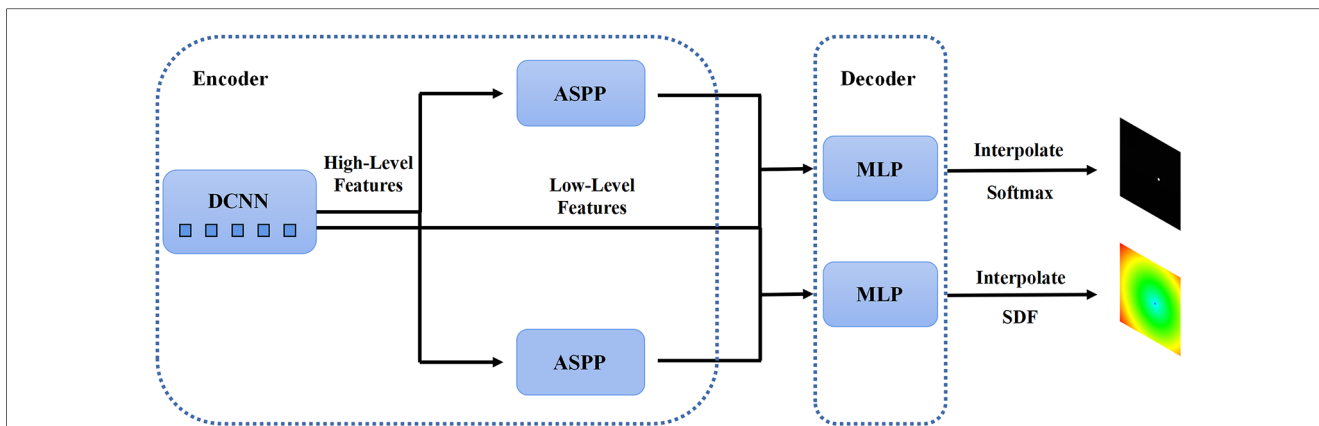 Encoder
ASPP
High-Level
Features
DCNN
Low-Level
Features
ASPP
Decoder
MLP
MLP
Interpolate
Softmax
Interpolate
SDF